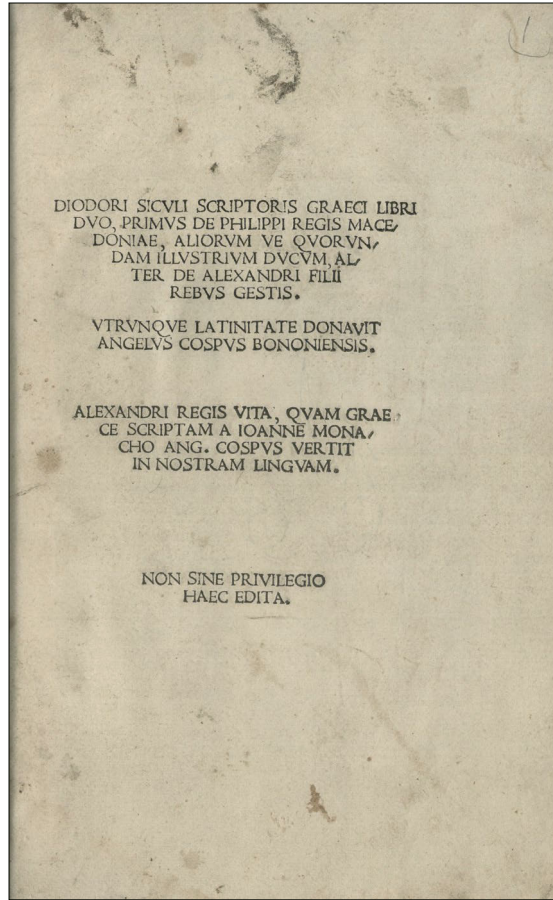 1
DIODORI SICVLI SCRIPTORIS GRAECI LIBRI
DVO, PRIMVS DE PHILIPPI REGIS MACE/
DONIAE, ALIORVM VE QVORVN/
DAM ILLVSTRIVM DVCVM, AL/
TER DE ALEXANDRI FILII
REBVS GESTIS.
VTRVNQVE LATINITATE DONAVIT
ANGELVS COSPVS BONONIENSIS.
ALEXANDRI REGIS VITA, QVAM GRAE/
CE SCRIPTAM A IOANNE MONA/
CHO ANG. COSPVS VERTIT
IN NOSTRAM LINGVAM.
NON SINE PRIVILEGIO
HAEC EDITA.